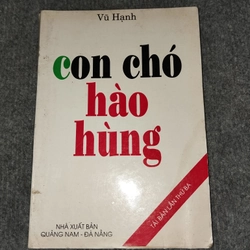 Vũ Hạnh
con chó
hào
hùng
NHÀ XUẤT BẢN
QUẢNG NAM - ĐÀ NẴNG
TÁI BẢN LẦN THỨ BA